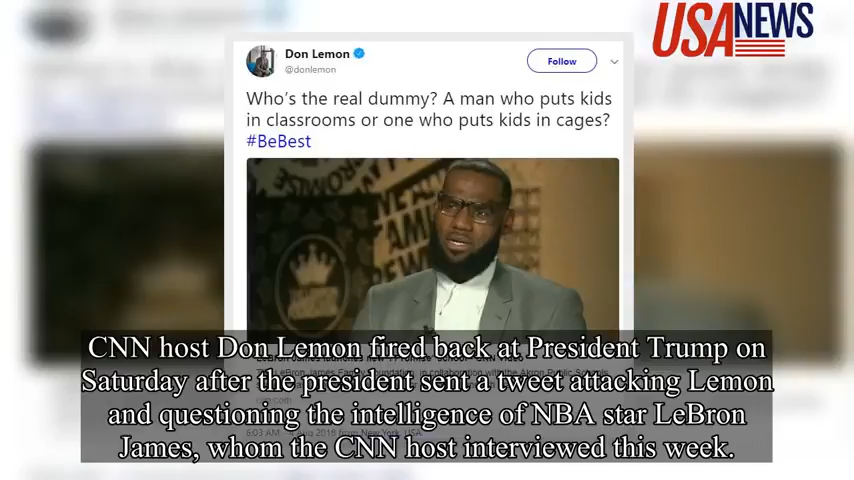 USANEWS
Don Lemon
@donlemon
Follow
Who's the real dummy? A man who puts kids
in classrooms or one who puts kids in cages?
#BeBest
CNN host Don Lemon fired back at President Trump on
Saturday after the president sent a tweet attacking Lemon
and questioning the intelligence of NBA star LeBron
James, whom the CNN host interviewed this week.